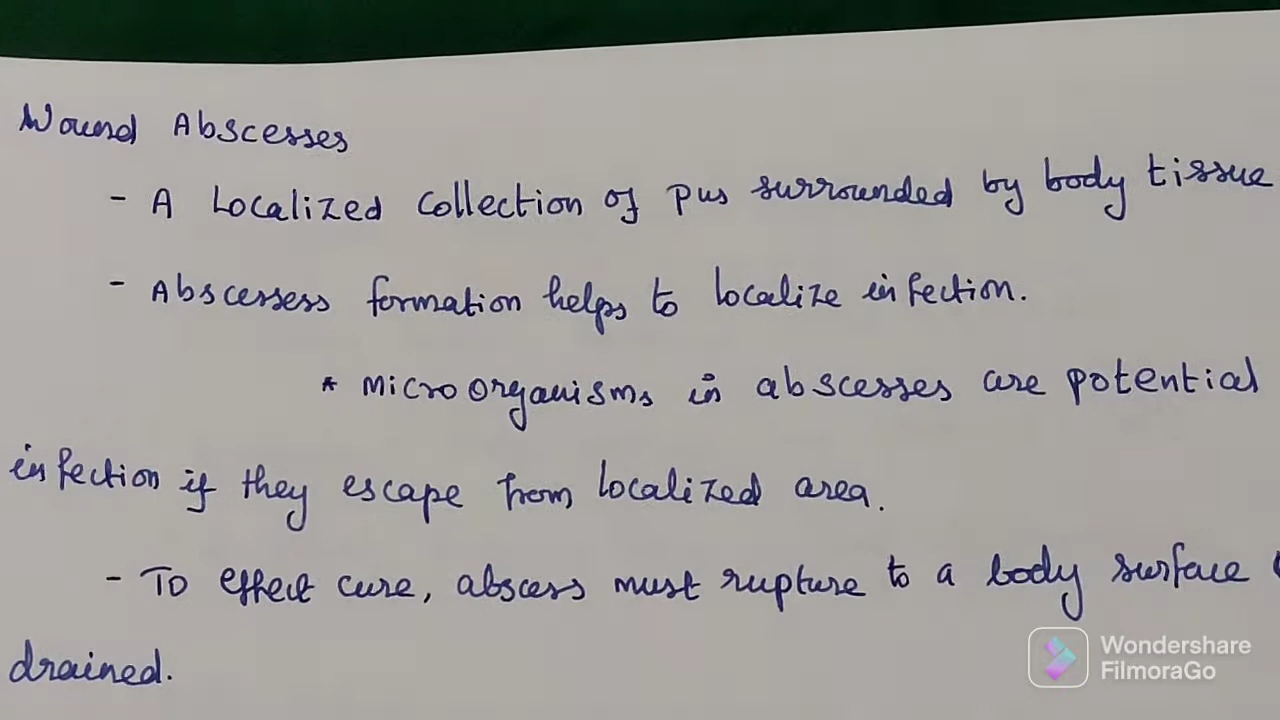 Wound Abscesses
- A Localized collection of pus surrounded by body tissue
- Abscessess formation helps to localize infection.
* Microorganisms in abscesses are potential
infection if they escape from localized area.
- To effect cure, abscess must rupture to a body surface
drained.
Wondershare
FilmoraGo